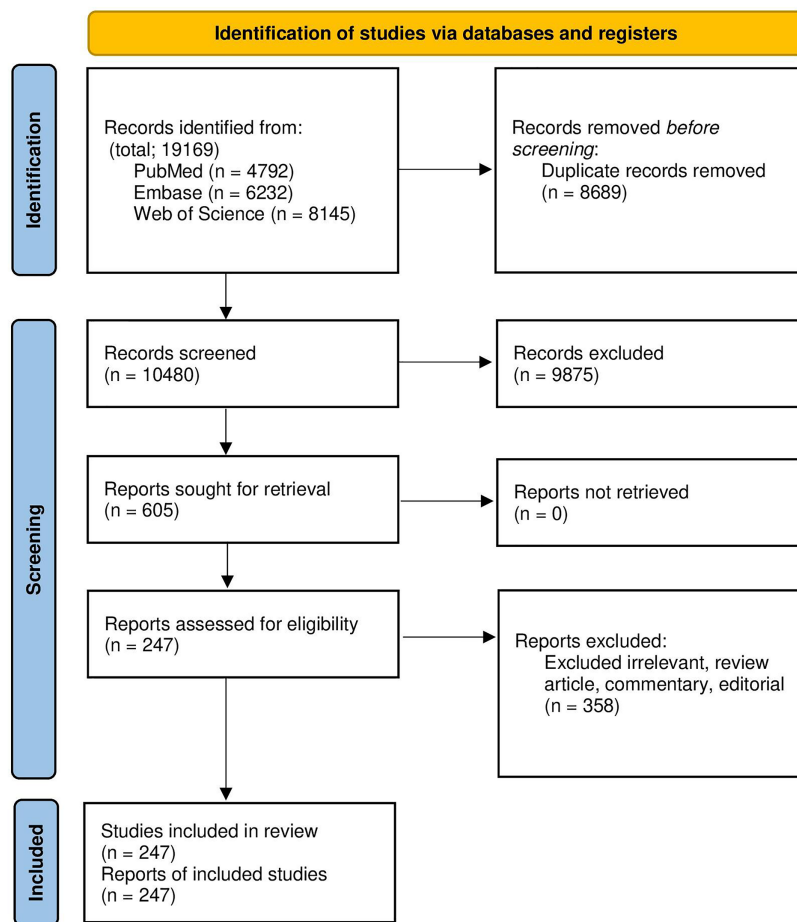 Identification of studies via databases and registers
Identification
Records identified from:
(total; 19169)
PubMed (n = 4792)
Embase (n = 6232)
Web of Science (n = 8145)
Records removed before
screening:
Duplicate records removed
(n = 8689)
Screening
Records screened
(n = 10480)
Records excluded
(n = 9875)
Reports sought for retrieval
(n = 605)
Reports not retrieved
(n = 0)
Reports assessed for eligibility
(n = 247)
Reports excluded:
Excluded irrelevant, review
article, commentary, editorial
(n = 358)
Included
Studies included in review
(n = 247)
Reports of included studies
(n = 247)